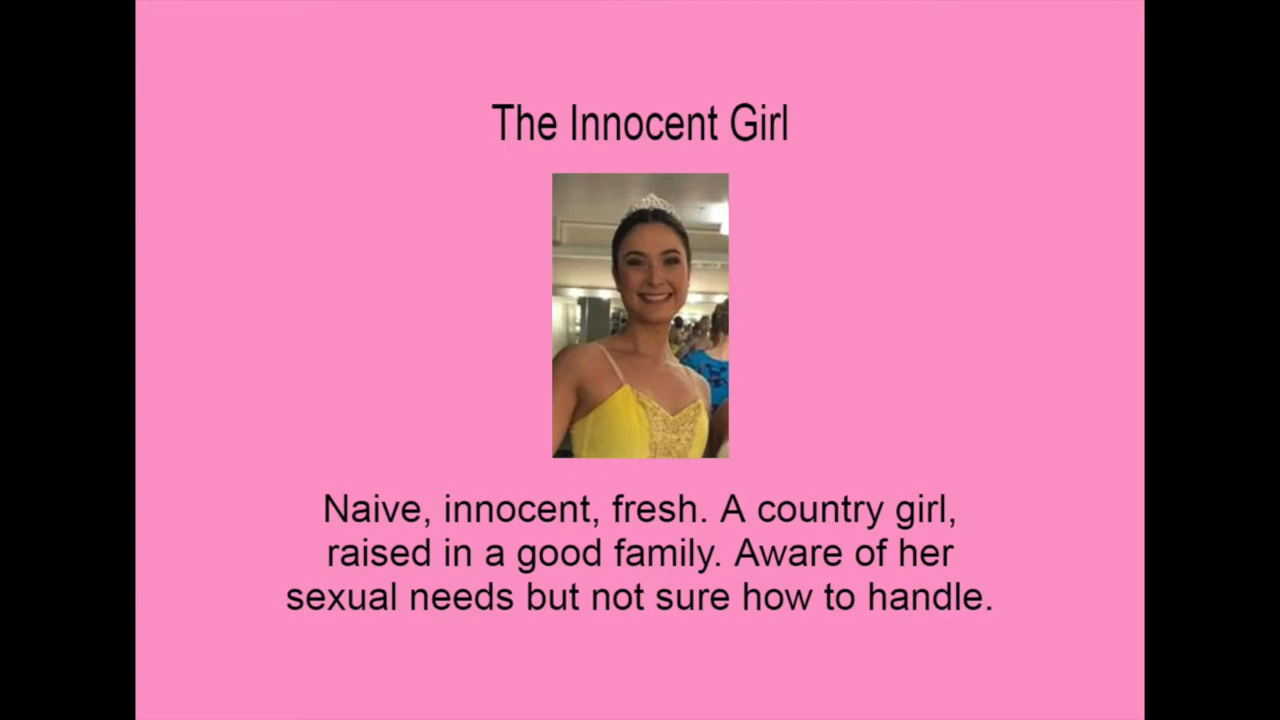 The Innocent Girl
Naive, innocent, fresh. A country girl,
raised in a good family. Aware of her
sexual needs but not sure how to handle.